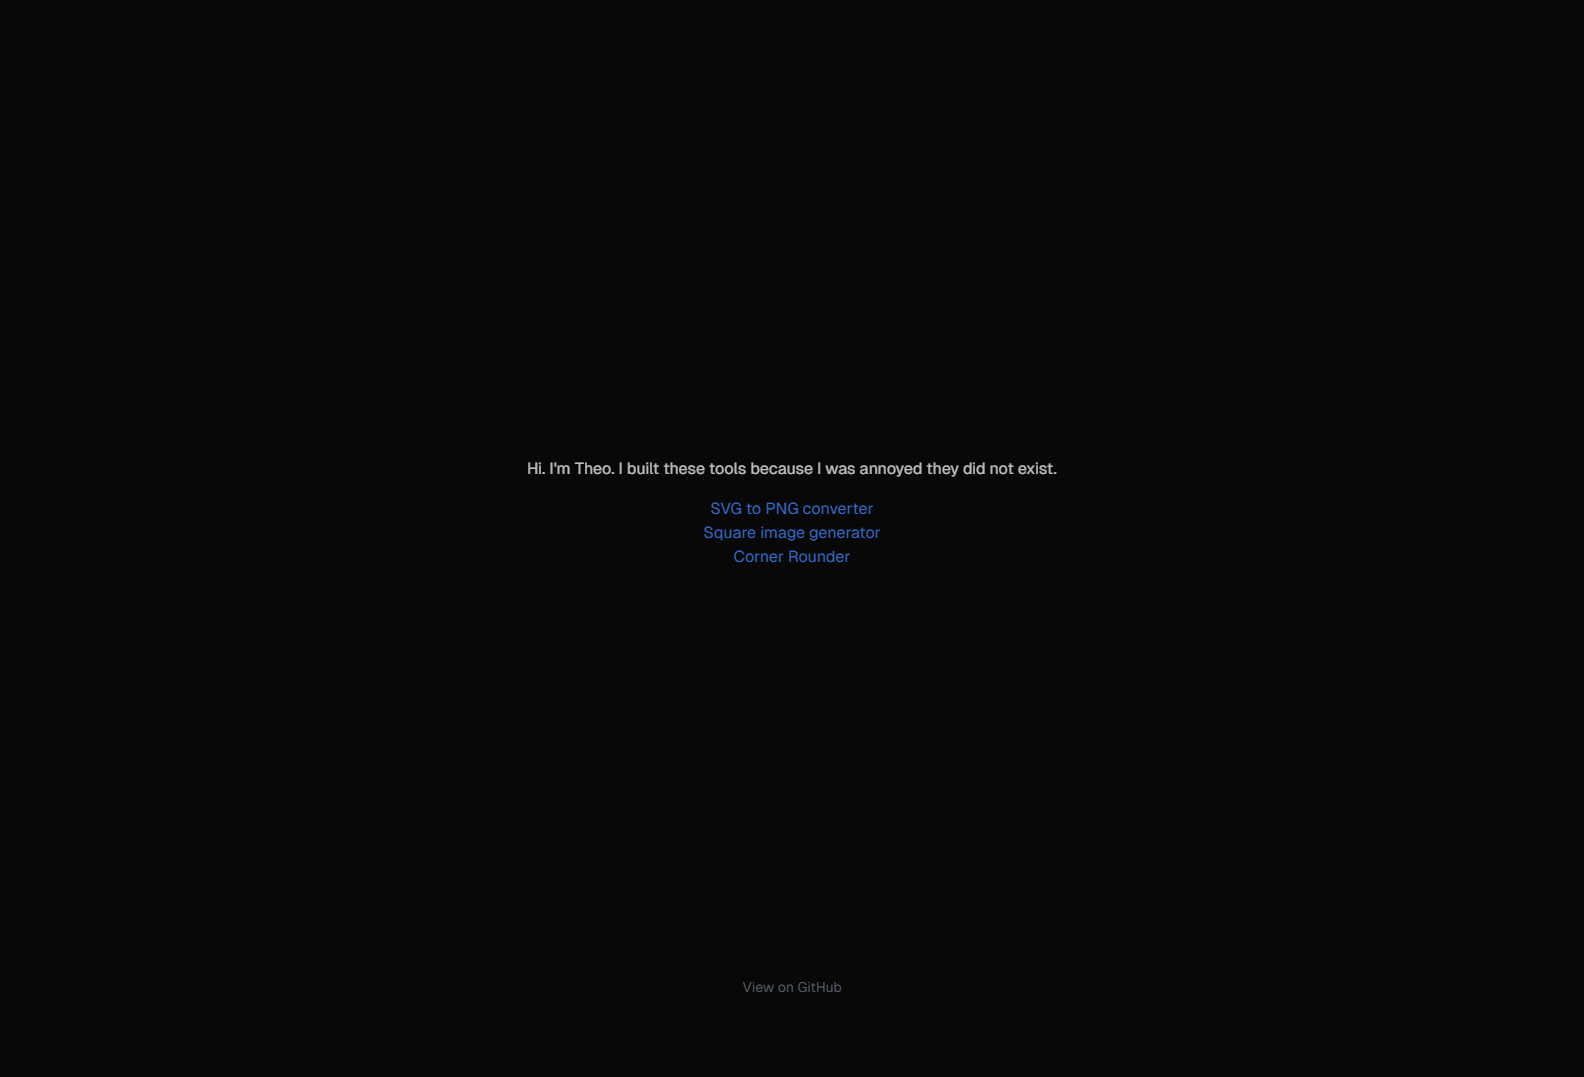 Hi. I'm Theo. I built these tools because I was annoyed they did not exist.
SVG to PNG converter
Square image generator
Corner Rounder
View on GitHub